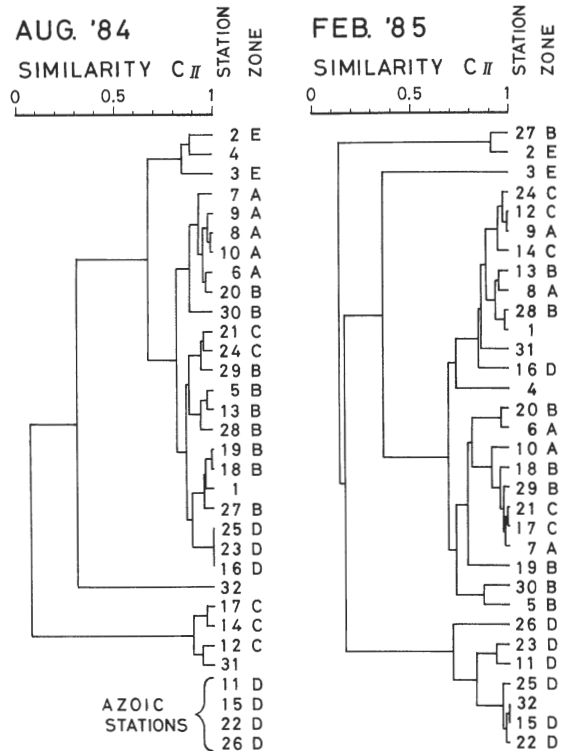 AUG. '84
SIMILARITY CII
STATION
ZONE
0 0.5 1
2 E
4
3 E
7 A
9 A
8 A
10 A
6 A
20 B
30 B
21 C
24 C
29 B
5 B
13 B
28 B
19 B
18 B
1
27 B
25 D
23 D
16 D
32
17 C
14 C
12 C
31
11 D
15 D
22 D
26 D
AZOIC
STATIONS
FEB. '85
SIMILARITY CII
STATION
ZONE
0 0.5 1
27 B
2 E
3 E
24 C
12 C
9 A
14 C
13 B
8 A
28 B
1
31
16 D
4
20 B
6 A
10 A
18 B
29 B
21 C
17 C
7 A
19 B
30 B
5 B
26 D
23 D
11 D
25 D
32
15 D
22 D